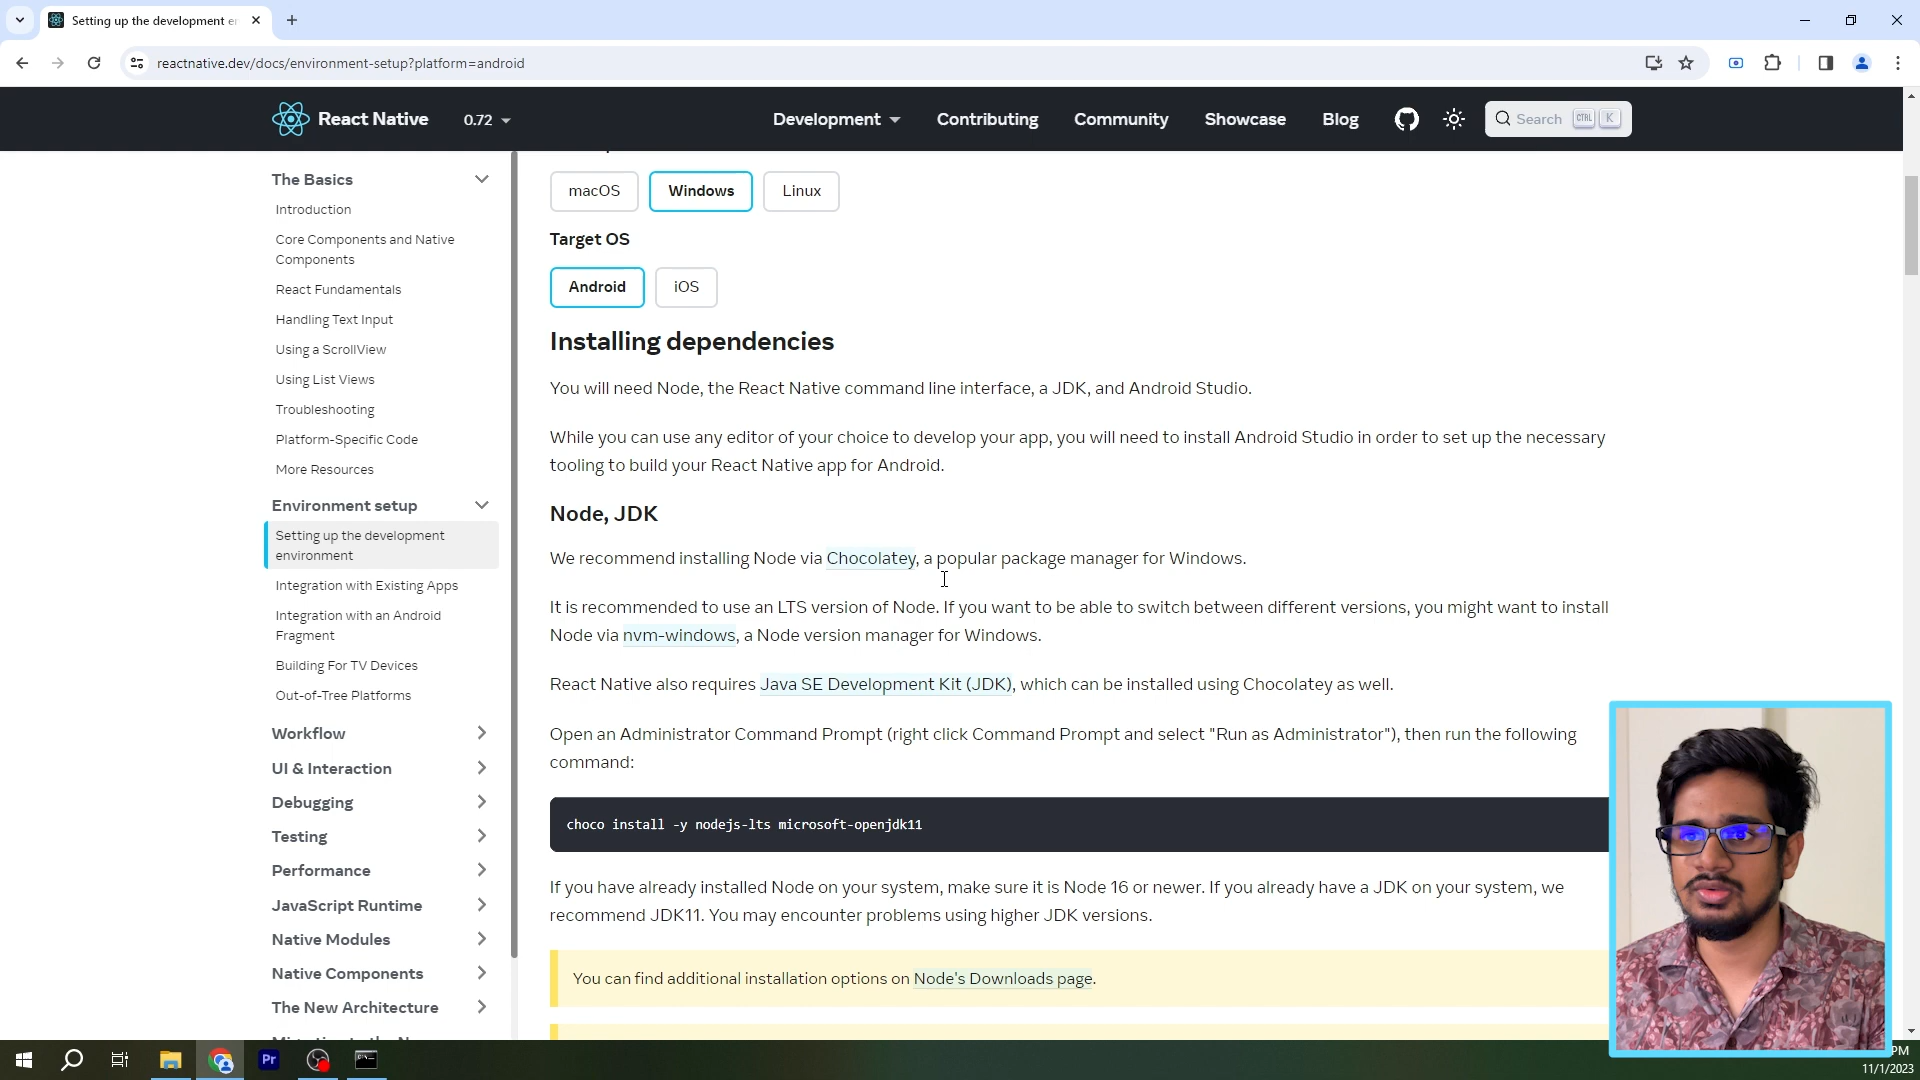 Setting up the development e
reactnative.dev/docs/environment-setup?platform=android
React Native
0.72
Development
Contributing
Community
Showcase
Blog
Search
CTRL
K
The Basics
Introduction
Core Components and Native
Components
React Fundamentals
Handling Text Input
Using a ScrollView
Using List Views
Troubleshooting
Platform-Specific Code
More Resources
Environment setup
Setting up the development
environment
Integration with Existing Apps
Integration with an Android
Fragment
Building For TV Devices
Out-of-Tree Platforms
Workflow
UI & Interaction
Debugging
Testing
Performance
JavaScript Runtime
Native Modules
Native Components
The New Architecture
macOS
Windows
Linux
Target OS
Android
iOS
Installing dependencies
You will need Node, the React Native command line interface, a JDK, and Android Studio.
While you can use any editor of your choice to develop your app, you will need to install Android Studio in order to set up the necessary
tooling to build your React Native app for Android.
Node, JDK
We recommend installing Node via Chocolatey, a popular package manager for Windows.
It is recommended to use an LTS version of Node. If you want to be able to switch between different versions, you might want to install
Node via nvm-windows, a Node version manager for Windows.
React Native also requires Java SE Development Kit (JDK), which can be installed using Chocolatey as well.
Open an Administrator Command Prompt (right click Command Prompt and select "Run as Administrator"), then run the following
command:
choco install -y nodejs-lts microsoft-openjdk11
If you have already installed Node on your system, make sure it is Node 16 or newer. If you already have a JDK on your system, we
recommend JDK11. You may encounter problems using higher JDK versions.
You can find additional installation options on Node's Downloads page.
Pr
PM
11/1/2023